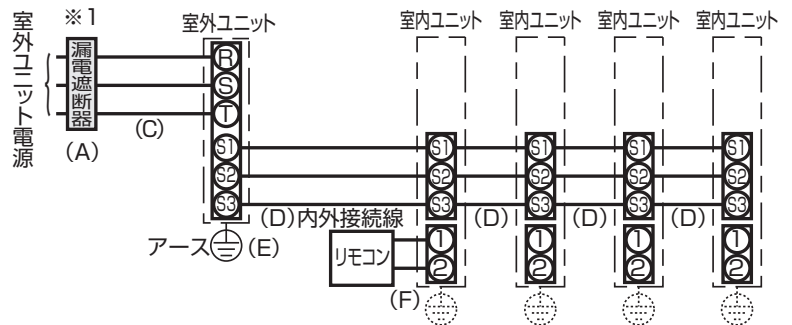 ※1
室外ユニット電源
漏電遮断器
(A)
(C)
室外ユニット
R
S
T
S1
S2
S3
アース
(E)
(D)内外接続線
リモコン
(F)
室内ユニット
S1
S2
S3
1
2
(D)
室内ユニット
S1
S2
S3
1
2
(D)
室内ユニット
S1
S2
S3
1
2
(D)
室内ユニット
S1
S2
S3
1
2